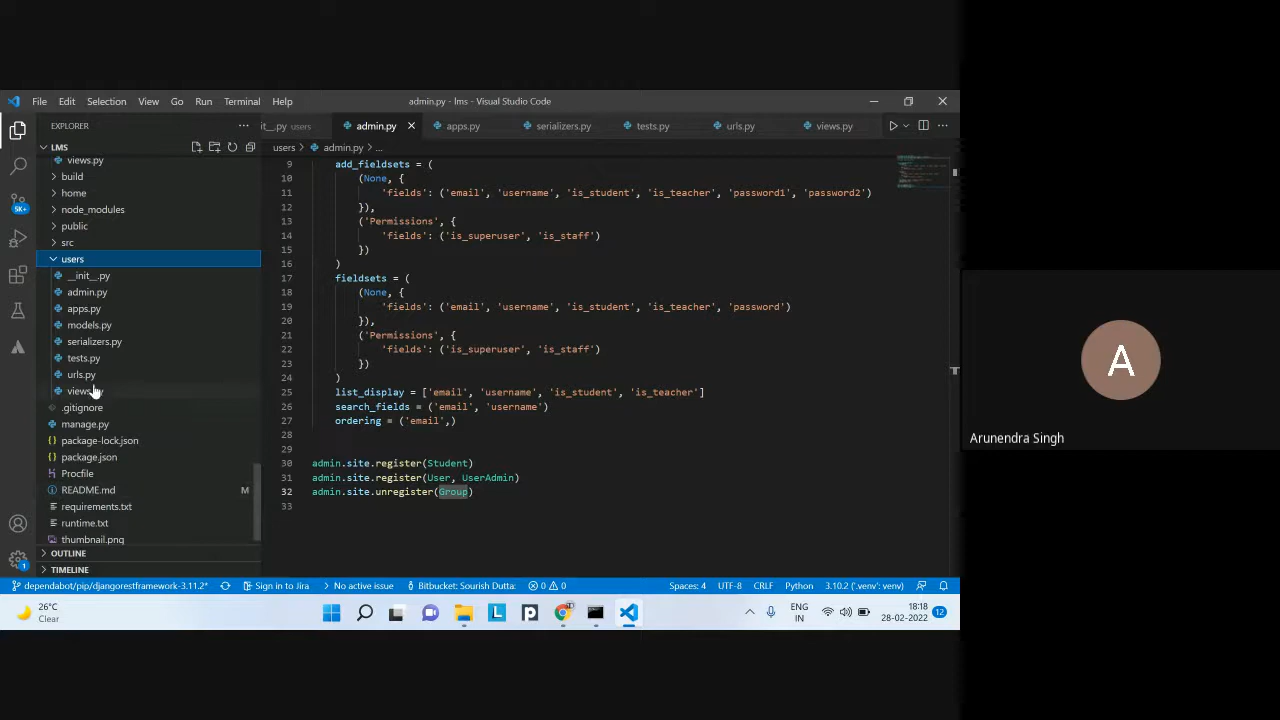 File Edit Selection View Go Run Terminal Help
admin.py - lms - Visual Studio Code
EXPLORER
it__.py users
admin.py
apps.py
serializers.py
tests.py
urls.py
views.py
LMS
users > admin.py > ...
views.py
build
home
node_modules
public
src
users
__init__.py
admin.py
apps.py
models.py
serializers.py
tests.py
urls.py
.gitignore
manage.py
package-lock.json
package.json
Procfile
README.md M
requirements.txt
runtime.txt
thumbnail.png
OUTLINE
TIMELINE
5K+
1
9 add_fieldsets = (
10 (None, {
11 'fields': ('email', 'username', 'is_student', 'is_teacher', 'password1', 'password2')
12 }),
13 ('Permissions', {
14 'fields': ('is_superuser', 'is_staff')
15 })
16 )
17 fieldsets = (
18 (None, {
19 'fields': ('email', 'username', 'is_student', 'is_teacher', 'password')
20 }),
21 ('Permissions', {
22 'fields': ('is_superuser', 'is_staff')
23 })
24 )
25 list_display = ['email', 'username', 'is_student', 'is_teacher']
26 search_fields = ('email', 'username')
27 ordering = ('email',)
28
29
30 admin.site.register(Student)
31 admin.site.register(User, UserAdmin)
32 admin.site.unregister(Group)
33
dependabot/pip/djangorestframework-3.11.2* Sign in to Jira No active issue Bitbucket: Sourish Dutta: 0 0 Spaces: 4 UTF-8 CRLF Python 3.10.2 ('.venv': venv)
26°C
Clear
ENG
IN
18:18
28-02-2022
12
A
Arunendra Singh